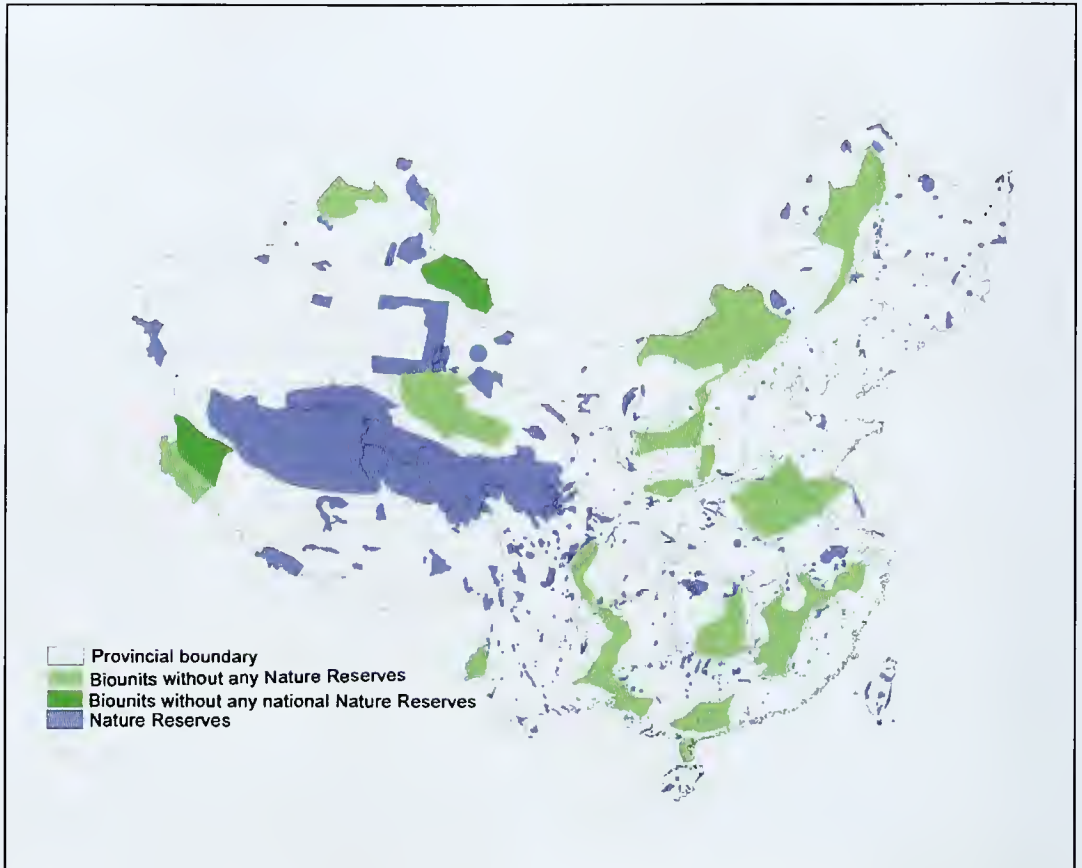 Provincial boundary
Biounits without any Nature Reserves
Biounits without any national Nature Reserves
Nature Reserves